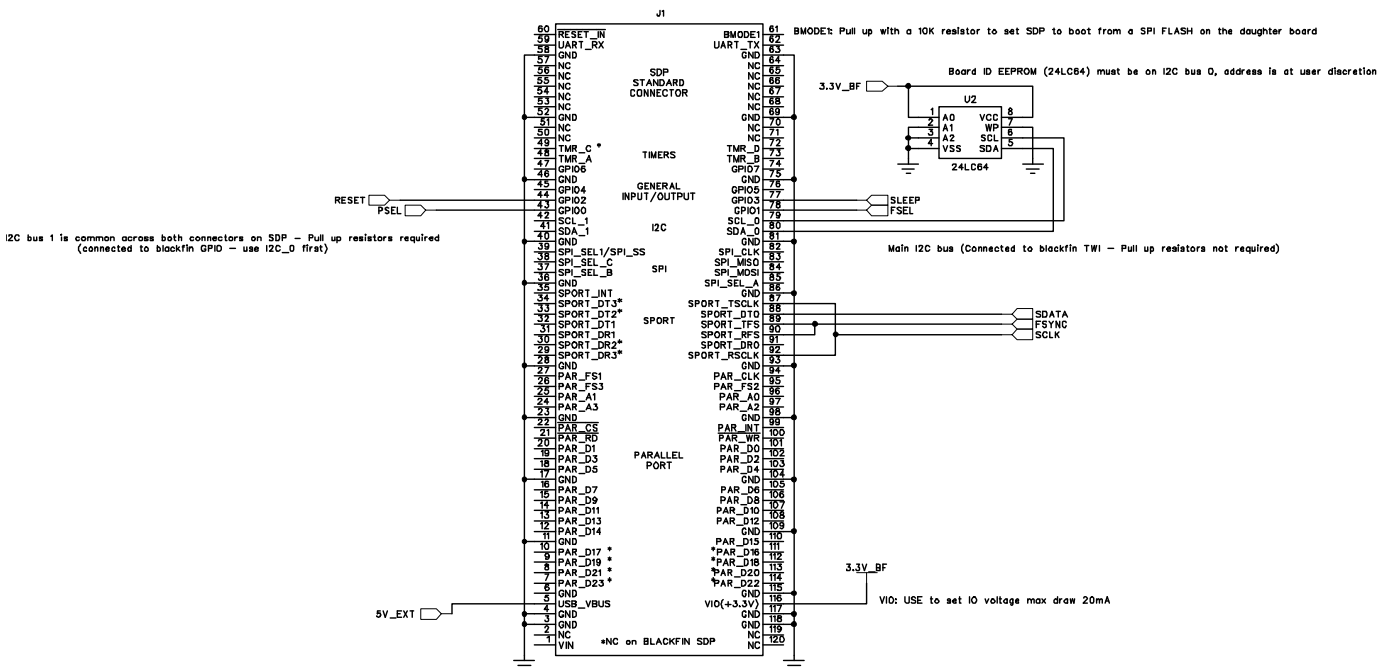 J1
60 RESET_IN
59 UART_RX
58 GND
57 NC
56 NC
55 NC
54 NC
53 NC
52 GND
51 NC
50 NC
49 TMR_C *
48 TMR_A
47 GPIO6
46 GND
45 GPIO4
44 GPIO2
43 GPIO0
42 SCL_1
41 SDA_1
40 GND
39 SPI_SEL1/SPI_SS
38 SPI_SEL_C
37 SPI_SEL_B
36 GND
35 SPORT_INT
34 SPORT_DT3*
33 SPORT_DT2*
32 SPORT_DT1
31 SPORT_DR1
30 SPORT_DR2*
29 SPORT_DR3*
28 GND
27 PAR_FS1
26 PAR_FS3
25 PAR_A1
24 PAR_A3
23 GND
22 PAR_CS
21 PAR_RD
20 PAR_D1
19 PAR_D3
18 PAR_D5
17 GND
16 PAR_D7
15 PAR_D9
14 PAR_D11
13 PAR_D13
12 PAR_D14
11 GND
10 PAR_D17 *
9 PAR_D19 *
8 PAR_D21 *
7 PAR_D23 *
6 GND
5 USB_VBUS
4 GND
3 GND
2 NC
1 VIN
SDP
STANDARD
CONNECTOR
TIMERS
GENERAL
INPUT/OUTPUT
I2C
SPI
SPORT
PARALLEL
PORT
*NC on BLACKFIN SDP
BMODE1 61
UART_TX 62
GND 63
NC 64
NC 65
NC 66
NC 67
NC 68
GND 69
NC 70
NC 71
TMR_D 72
TMR_B 73
GPIO7 74
GND 75
GPIO5 76
GPIO3 77
GPIO1 78
SCL_0 79
SDA_0 80
GND 81
SPI_CLK 82
SPI_MISO 83
SPI_MOSI 84
SPI_SEL_A 85
GND 86
SPORT_TSCLK 87
SPORT_DT0 88
SPORT_TFS 89
SPORT_RFS 90
SPORT_DR0 91
SPORT_RSCLK 92
GND 93
PAR_CLK 94
PAR_FS2 95
PAR_A0 96
PAR_A2 97
GND 98
PAR_INT 99
PAR_WR 100
PAR_D0 101
PAR_D2 102
PAR_D4 103
GND 104
PAR_D6 105
PAR_D8 106
PAR_D10 107
PAR_D12 108
GND 109
PAR_D15 110
*PAR_D16 111
*PAR_D18 112
*PAR_D20 113
*PAR_D22 114
GND 115
VIO(+3.3V) 116
GND 117
GND 118
NC 119
NC 120
RESET
PSEL
I2C bus 1 is common across both connectors on SDP – Pull up resistors required
(connected to blackfin GPIO – use I2C_0 first)
5V_EXT
BMODE1: Pull up with a 10K resistor to set SDP to boot from a SPI FLASH on the daughter board
Board ID EEPROM (24LC64) must be on I2C bus 0, address is at user discretion
3.3V_BF
U2
1 A0 VCC 8
2 A1 WP 7
3 A2 SCL 6
4 VSS SDA 5
24LC64
SLEEP
FSEL
Main I2C bus (Connected to blackfin TWI – Pull up resistors not required)
SDATA
FSYNC
SCLK
3.3V_BF
VIO: USE to set IO voltage max draw 20mA